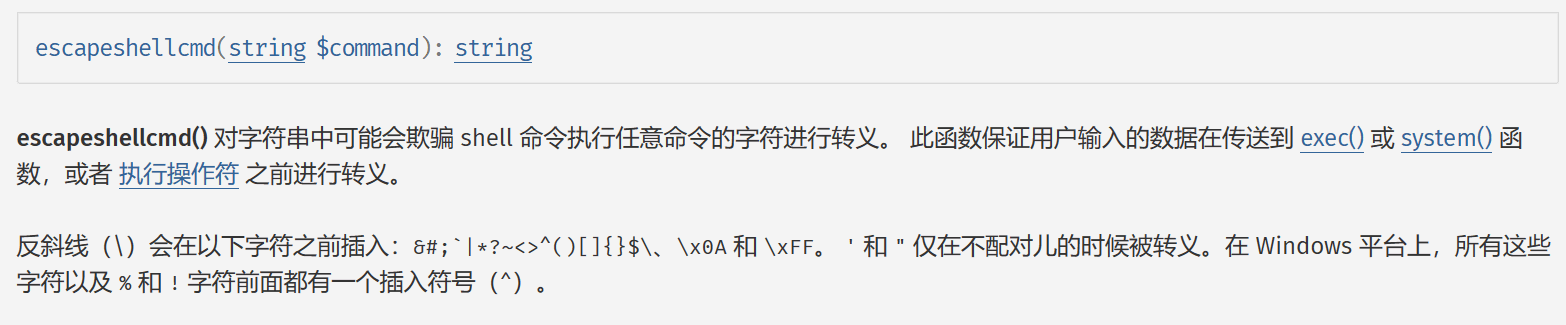 escapeshellcmd(string $command): string
escapeshellcmd() 对字符串中可能会欺骗 shell 命令执行任意命令的字符进行转义。 此函数保证用户输入的数据在传送到 exec() 或 system() 函
数，或者 执行操作符 之前进行转义。
反斜线（\）会在以下字符之前插入：&#;`|*?~<>^()[]{}$\、\x0A 和 \xFF。 ' 和 " 仅在不配对儿的时候被转义。在 Windows 平台上，所有这些
字符以及 % 和 ! 字符前面都有一个插入符号（^）。